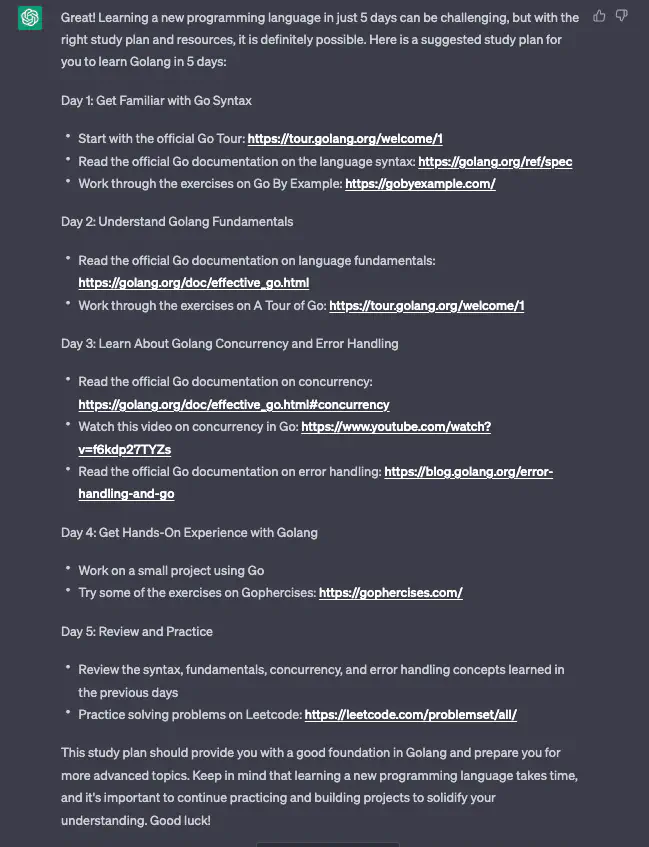 Great! Learning a new programming language in just 5 days can be challenging, but with the
right study plan and resources, it is definitely possible. Here is a suggested study plan for
you to learn Golang in 5 days:
Day 1: Get Familiar with Go Syntax
• Start with the official Go Tour: https://tour.golang.org/welcome/1
• Read the official Go documentation on the language syntax: https://golang.org/ref/spec
• Work through the exercises on Go By Example: https://gobyexample.com/
Day 2: Understand Golang Fundamentals
• Read the official Go documentation on language fundamentals:
https://golang.org/doc/effective_go.html
• Work through the exercises on A Tour of Go: https://tour.golang.org/welcome/1
Day 3: Learn About Golang Concurrency and Error Handling
• Read the official Go documentation on concurrency:
https://golang.org/doc/effective_go.html#concurrency
• Watch this video on concurrency in Go: https://www.youtube.com/watch?
v=f6kdp27TYZs
• Read the official Go documentation on error handling: https://blog.golang.org/error-
handling-and-go
Day 4: Get Hands-On Experience with Golang
• Work on a small project using Go
• Try some of the exercises on Gophercises: https://gophercises.com/
Day 5: Review and Practice
• Review the syntax, fundamentals, concurrency, and error handling concepts learned in
the previous days
• Practice solving problems on Leetcode: https://leetcode.com/problemset/all/
This study plan should provide you with a good foundation in Golang and prepare you for
more advanced topics. Keep in mind that learning a new programming language takes time,
and it's important to continue practicing and building projects to solidify your
understanding. Good luck!